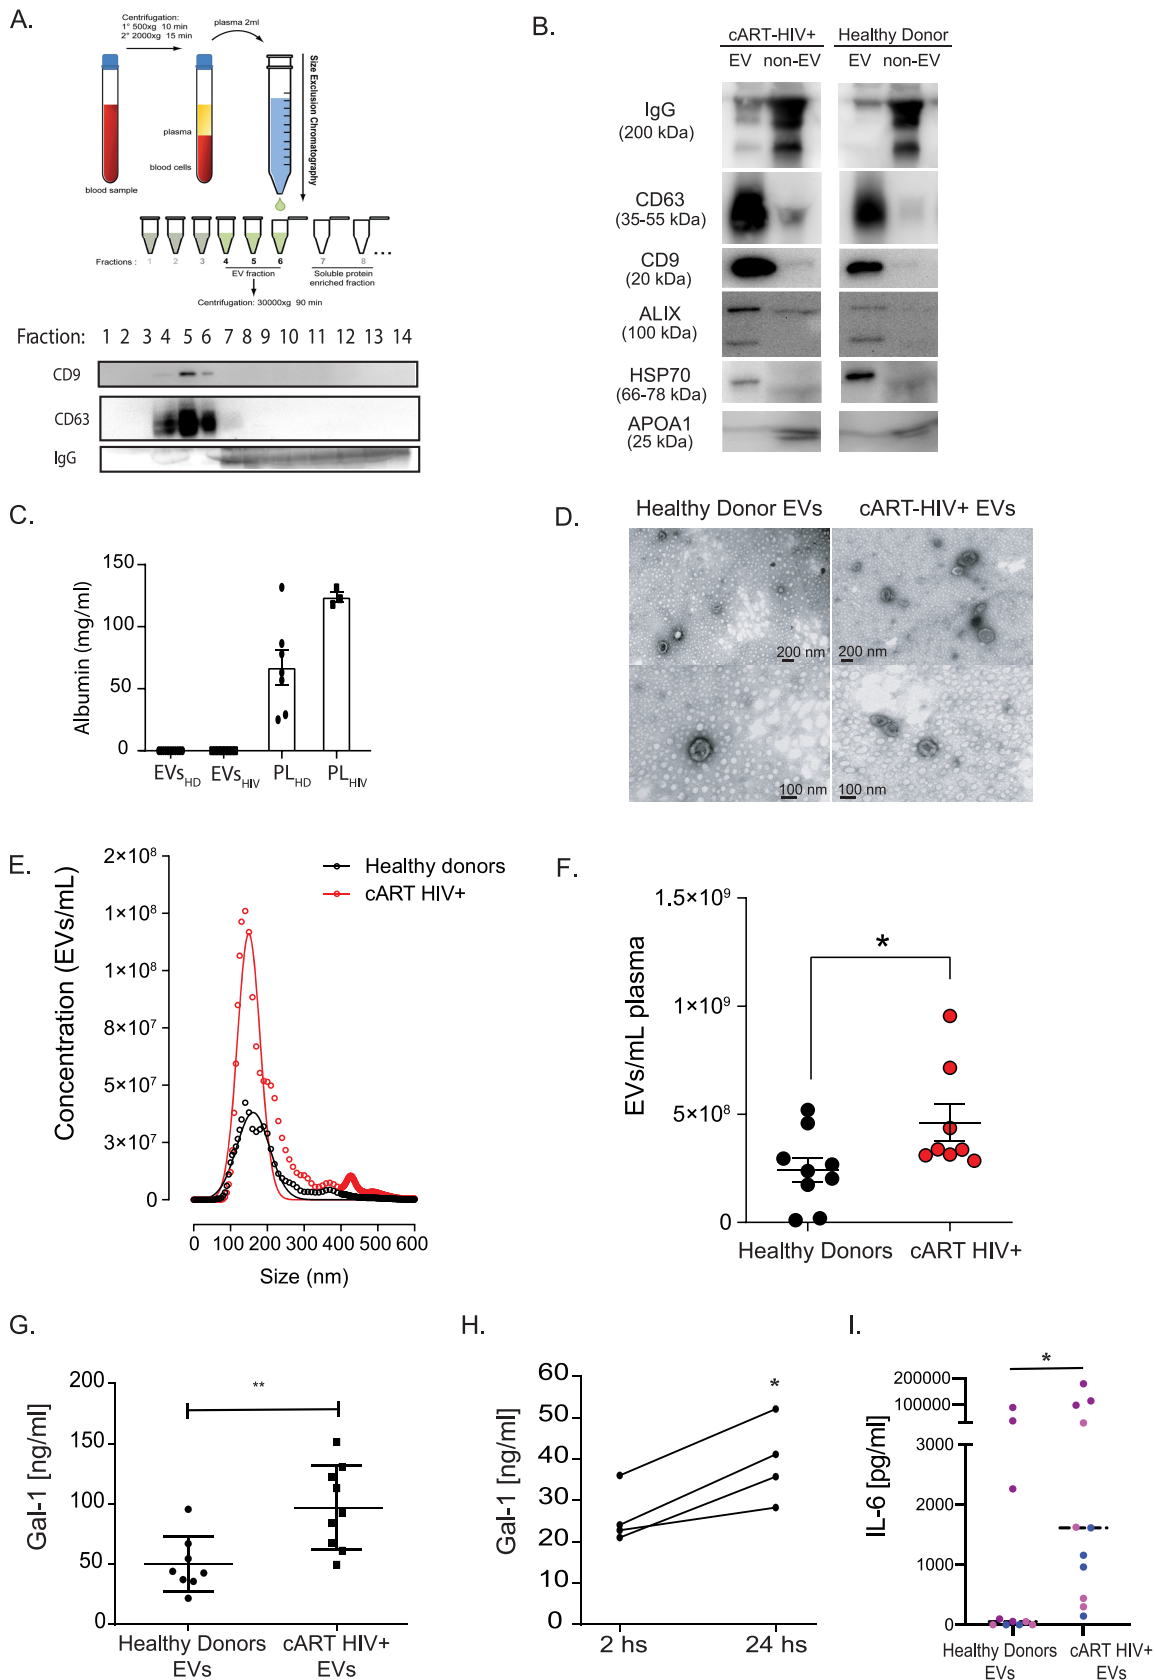 A.
Centrifugation:
1° 500xg 10 min
2° 2000xg 15 min
plasma 2ml
Size Exclusion Chromatography
plasma
blood cells
blood sample
Fractions : 1 2 3 4 5 6 7 8 ...
EV fraction
Soluble protein
enriched fraction
Centrifugation: 30000xg 90 min
Fraction: 1 2 3 4 5 6 7 8 9 10 11 12 13 14
CD9
CD63
IgG
B.
cART-HIV+ Healthy Donor
EV non-EV EV non-EV
IgG
(200 kDa)
CD63
(35-55 kDa)
CD9
(20 kDa)
ALIX
(100 kDa)
HSP70
(66-78 kDa)
APOA1
(25 kDa)
C.
Albumin (mg/ml)
150
100
50
0
EVsHD EVsHIV PLHD PLHIV
D.
Healthy Donor EVs cART-HIV+ EVs
200 nm 200 nm
100 nm 100 nm
E.
Concentration (EVs/mL)
2×10⁸
1×10⁸
1×10⁸
8×10⁷
5×10⁷
3×10⁷
0
Healthy donors
cART HIV+
0 100 200 300 400 500 600
Size (nm)
F.
EVs/mL plasma
1.5×10⁹
1×10⁹
5×10⁸
0
*
Healthy Donors cART HIV+
G.
Gal-1 [ng/ml]
200
150
100
50
0
**
Healthy Donors
EVs
cART HIV+
EVs
H.
Gal-1 [ng/ml]
60
50
40
30
20
10
0
*
2 hs 24 hs
I.
IL-6 [pg/ml]
200000
100000
3000
2000
1000
0
*
Healthy Donors
EVs
cART HIV+
EVs